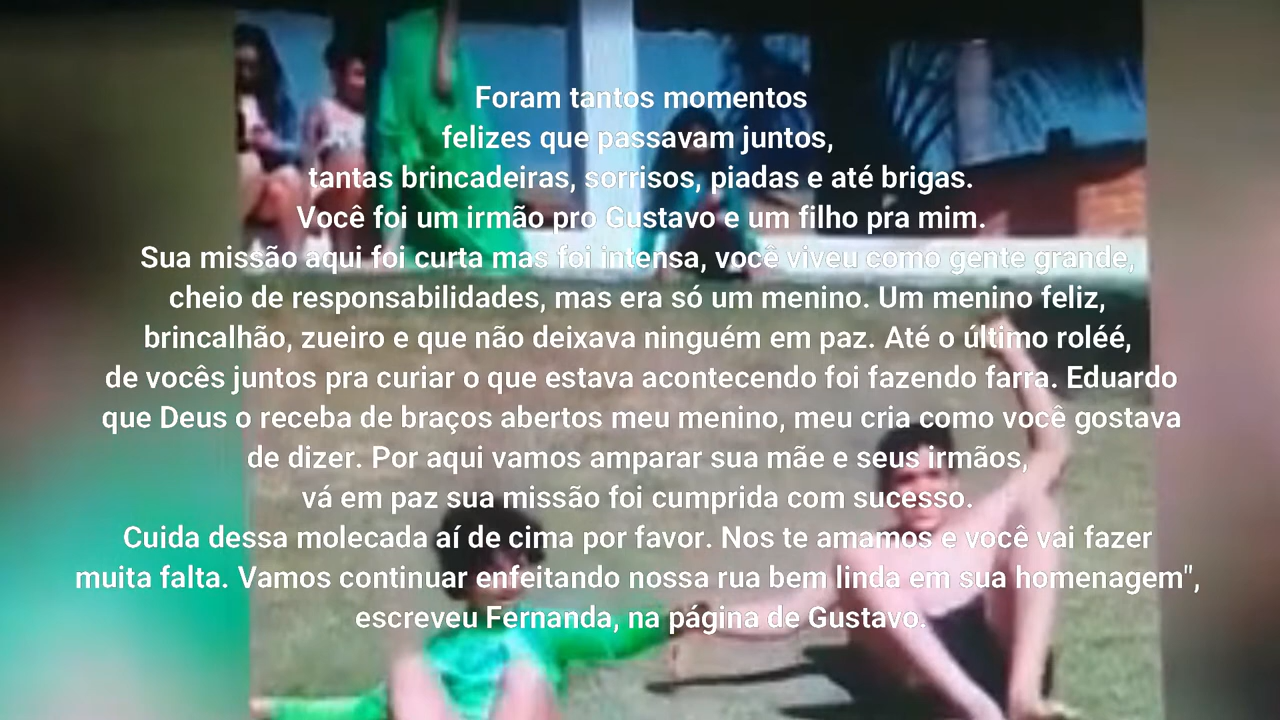 Foram tantos momentos
felizes que passavam juntos,
tantas brincadeiras, sorrisos, piadas e até brigas.
Você foi um irmão pro Gustavo e um filho pra mim.
Sua missão aqui foi curta mas foi intensa, você viveu como gente grande,
cheio de responsabilidades, mas era só um menino. Um menino feliz,
brincalhão, zueiro e que não deixava ninguém em paz. Até o último roléé,
de vocês juntos pra curiar o que estava acontecendo foi fazendo farra. Eduardo
que Deus o receba de braços abertos meu menino, meu cria como você gostava
de dizer. Por aqui vamos amparar sua mãe e seus irmãos,
vá em paz sua missão foi cumprida com sucesso.
Cuida dessa molecada aí de cima por favor. Nos te amamos e você vai fazer
muita falta. Vamos continuar enfeitando nossa rua bem linda em sua homenagem",
escreveu Fernanda, na página de Gustavo.